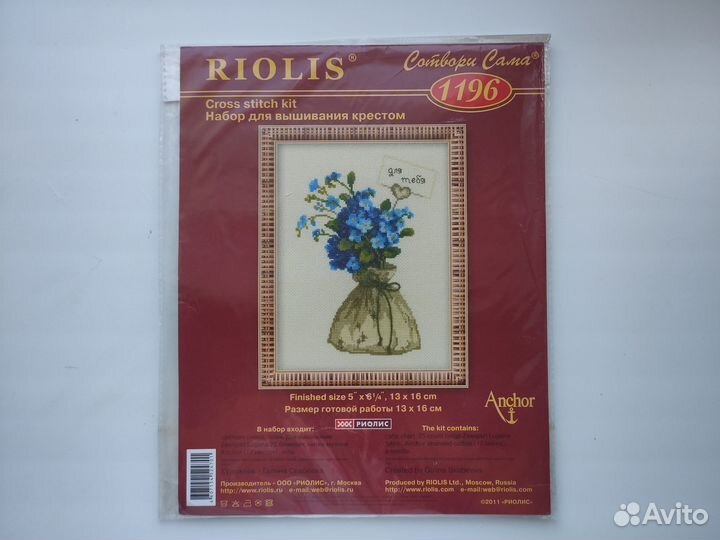 RIOLIS®
Сотвори Сама®
1196
Cross stitch kit
Набор для вышивания крестом
для
тебя
Finished size 5˝ x 6¼˝, 13 x 16 cm
Размер готовой работы 13 x 16 см
Anchor
РИОЛИС
В набор входит:
The kit contains:
Created by Galina Skabeeva
Производитель - ООО «РИОЛИС», г. Москва
http://www.riolis.ru e-mail:web@riolis.ru
Produced by RIOLIS Ltd., Moscow, Russia
http://www.riolis.com e-mail:web@riolis.com
©2011 «РИОЛИС»
Avito